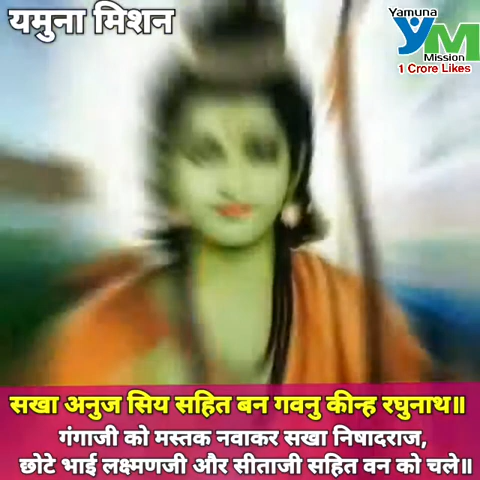 यमुना मिशन
Yamuna
YM
Mission
1 Crore Likes
सखा अनुज सिय सहित बन गवनु कीन्ह रघुनाथ॥
गंगाजी को मस्तक नवाकर सखा निषादराज,
छोटे भाई लक्ष्मणजी और सीताजी सहित वन को चले॥